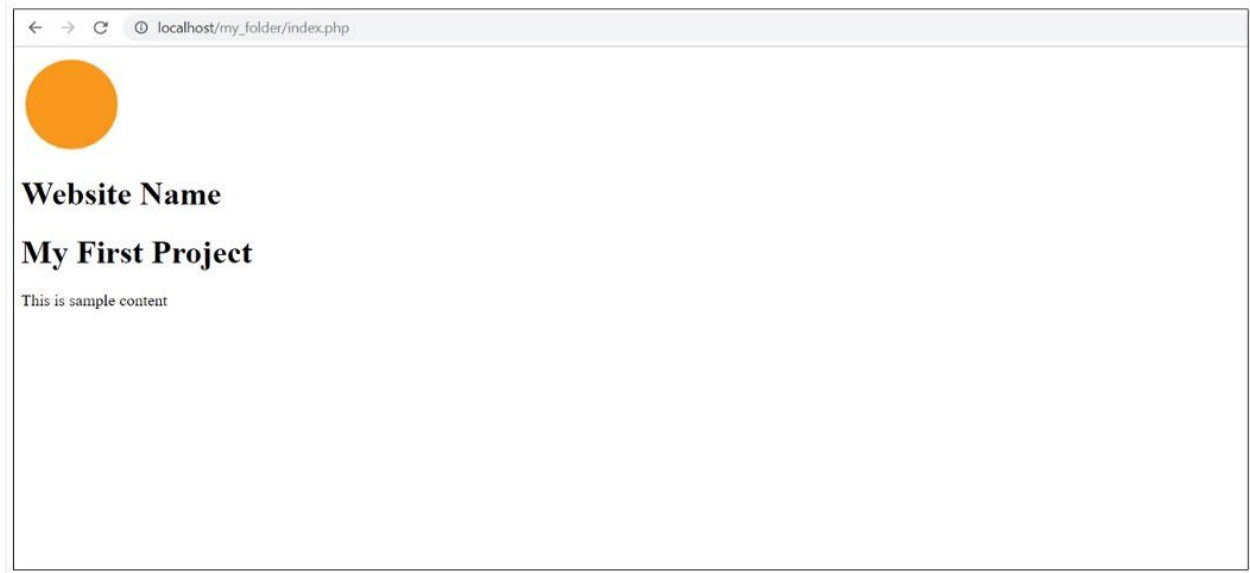 localhost/my_folder/index.php
Website Name
My First Project
This is sample content